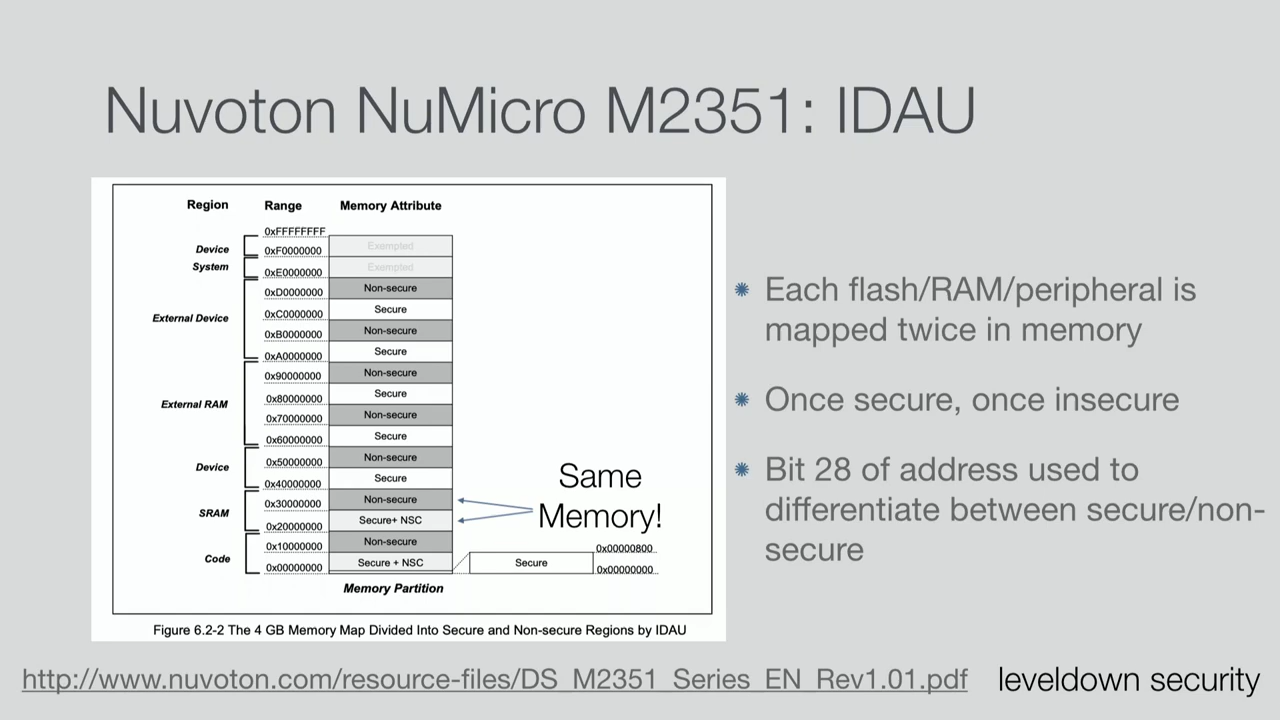 Nuvoton NuMicro M2351: IDAU
Region Range Memory Attribute
0xFFFFFFFF
Exempted
Device 0xF0000000
System Exempted
0xE0000000
Non-secure
0xD0000000
Secure
External Device 0xC0000000
Non-secure
0xB0000000
Secure
0xA0000000
Non-secure
0x90000000
Secure
External RAM 0x80000000
Non-secure
0x70000000
Secure
0x60000000
Non-secure
0x50000000
Device Secure
0x40000000
Non-secure
0x30000000
SRAM Secure+ NSC
0x20000000
Non-secure
0x10000000
Code Secure + NSC
0x00000000
Secure
0x00000800
0x00000000
Memory Partition
Same
Memory!
Figure 6.2-2 The 4 GB Memory Map Divided Into Secure and Non-secure Regions by IDAU
Each flash/RAM/peripheral is
mapped twice in memory
Once secure, once insecure
Bit 28 of address used to
differentiate between secure/non-
secure
http://www.nuvoton.com/resource-files/DS_M2351_Series_EN_Rev1.01.pdf
leveldown security